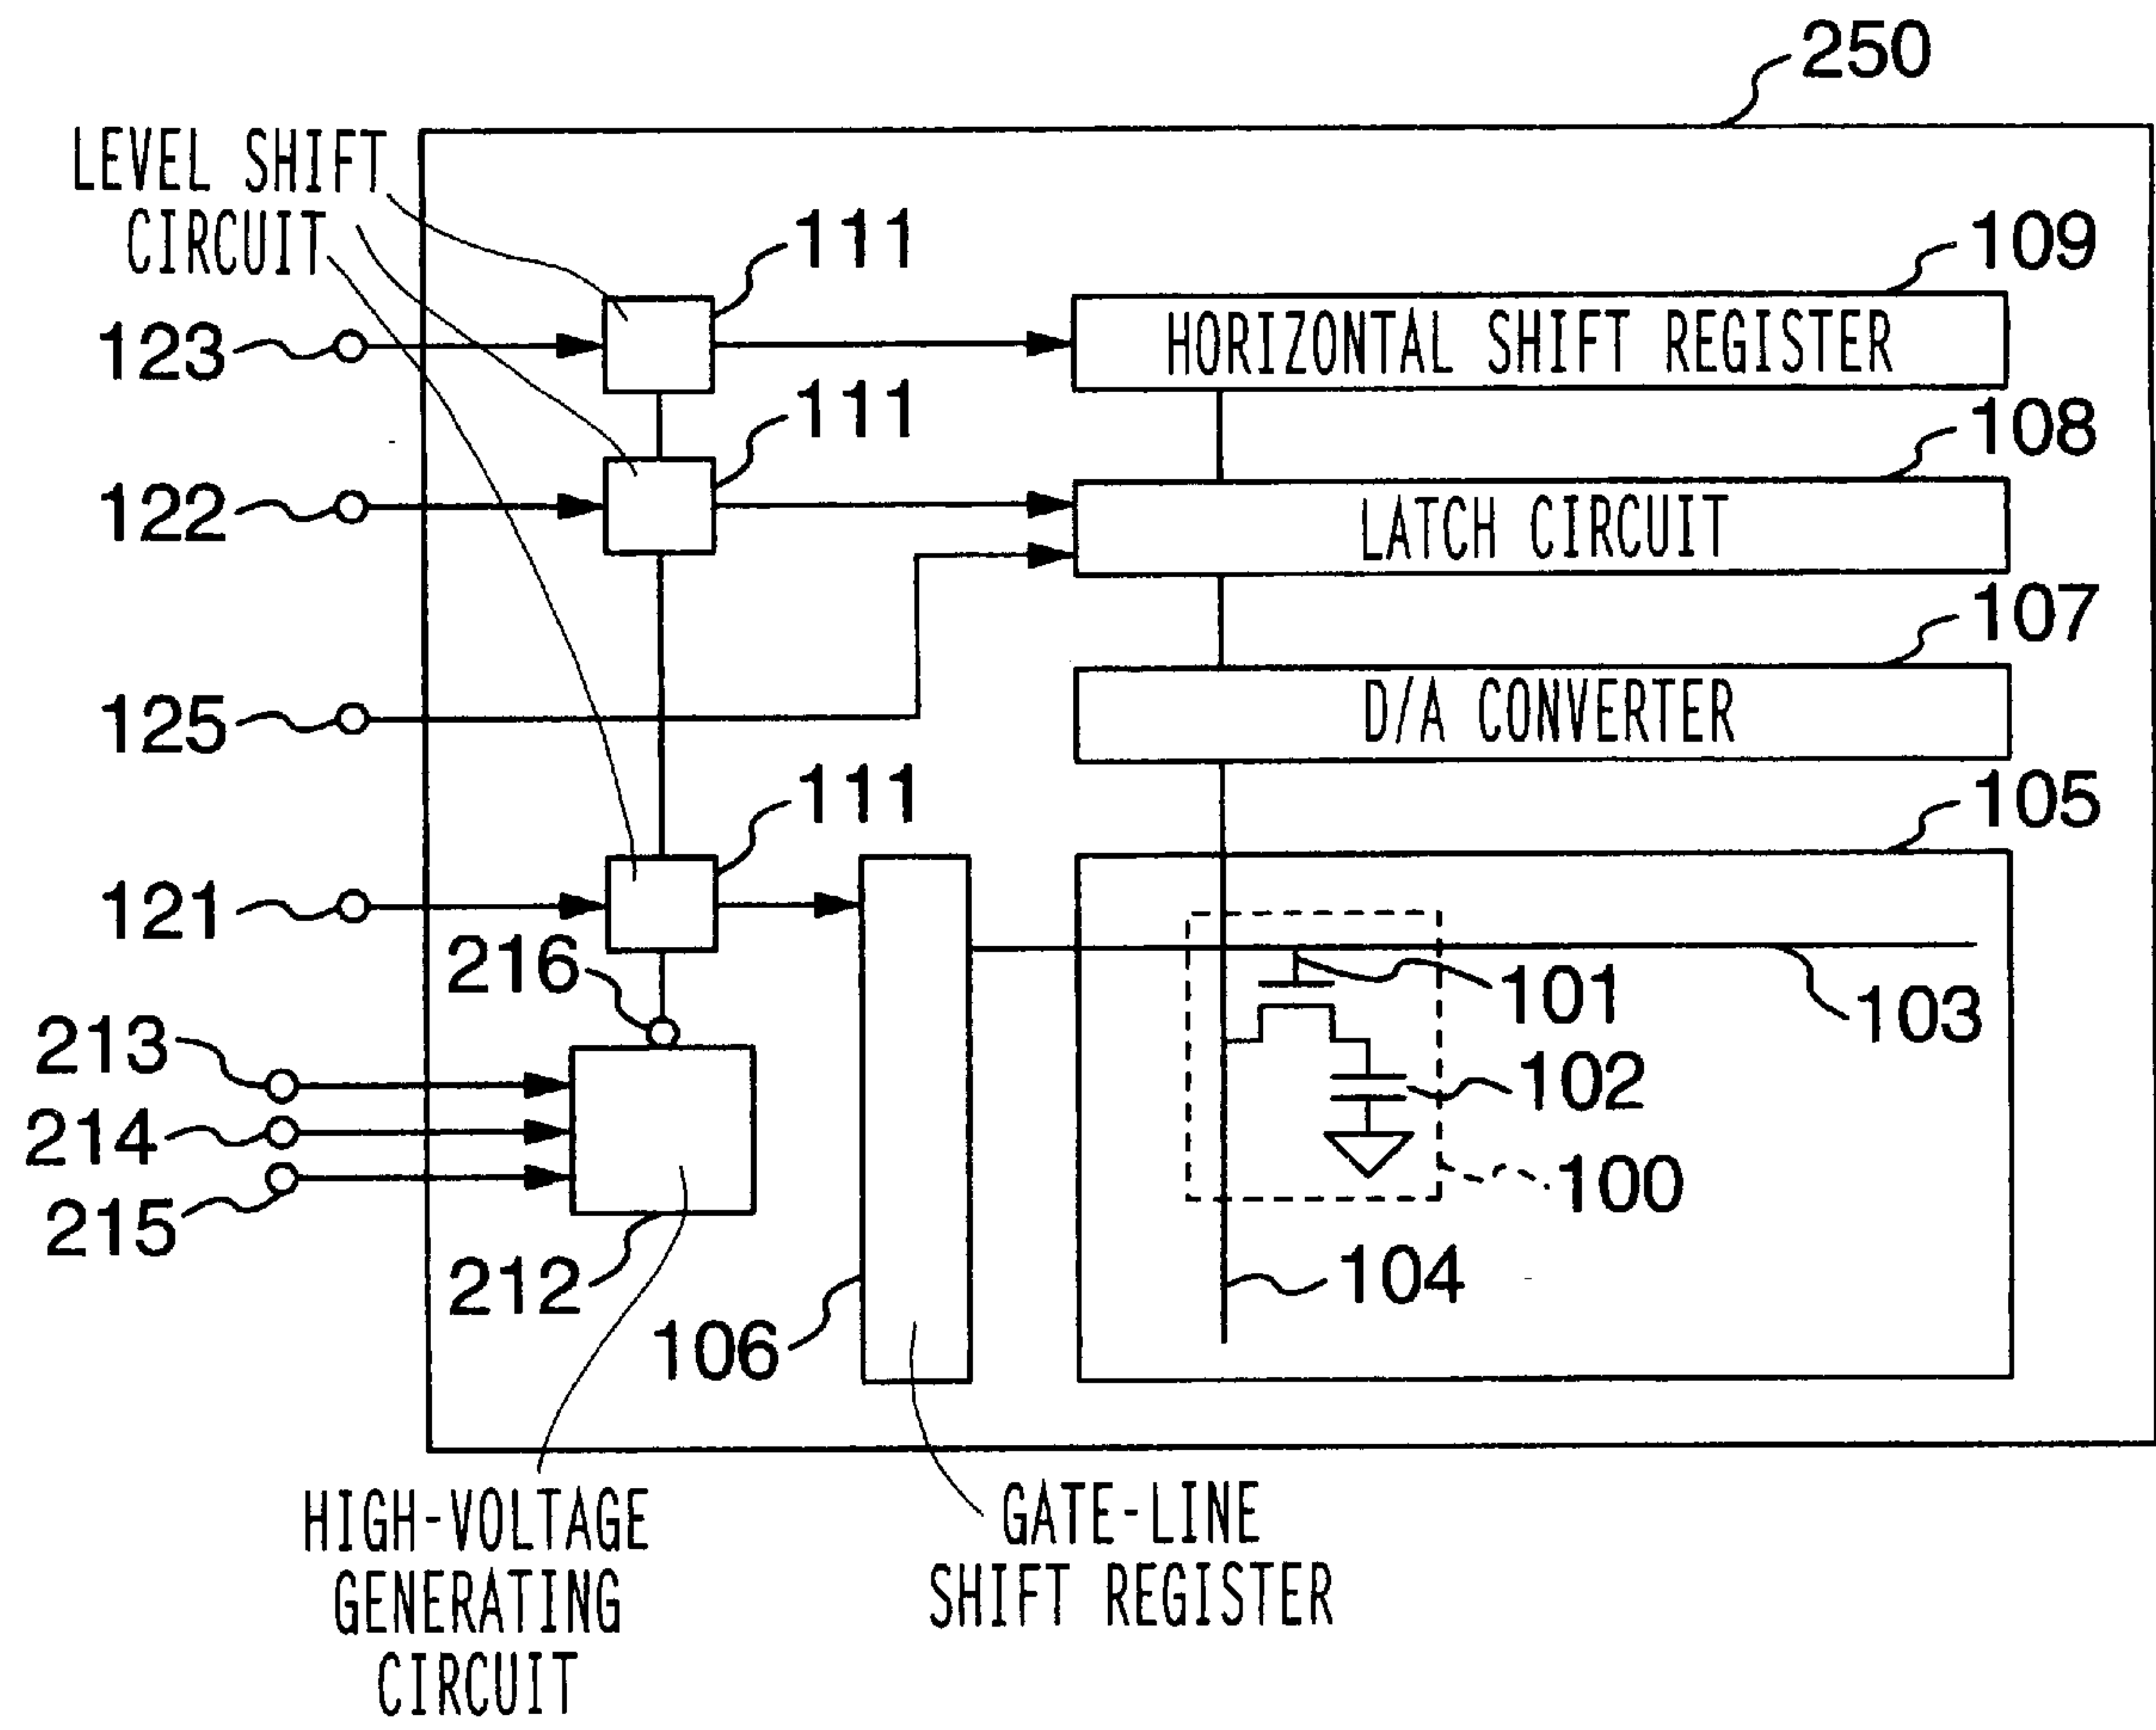 250
LEVEL SHIFT
CIRCUIT
111
109
123
HORIZONTAL SHIFT REGISTER
111
108
122
LATCH CIRCUIT
107
125
D/A CONVERTER
111
105
121
216
101
103
213
102
214
100
215
212
104
106
HIGH-VOLTAGE
GENERATING
CIRCUIT
GATE-LINE
SHIFT REGISTER